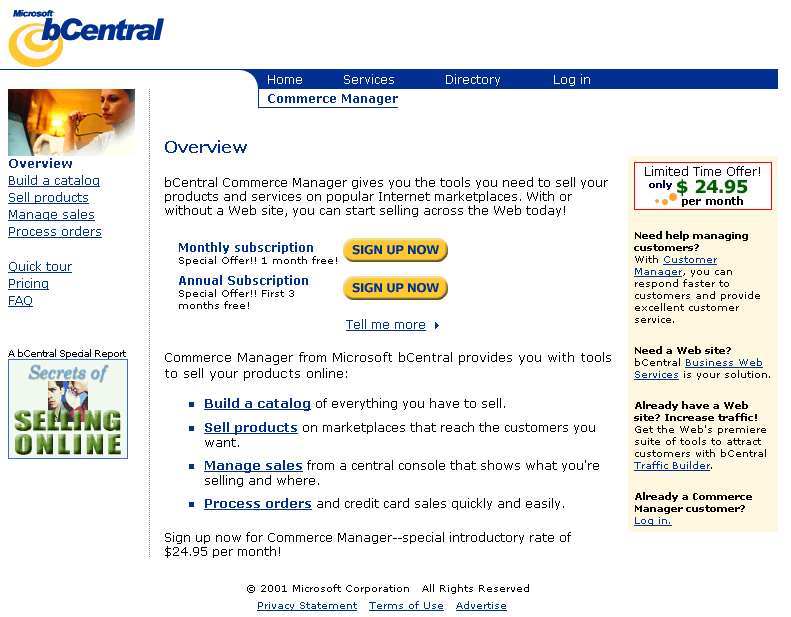 Microsoft
bCentral
Home Services Directory Log in
Commerce Manager
Overview
Build a catalog
Sell products
Manage sales
Process orders
Quick tour
Pricing
FAQ
A bCentral Special Report
Secrets of
SELLING
ONLINE
Overview
bCentral Commerce Manager gives you the tools you need to sell your
products and services on popular Internet marketplaces. With or
without a Web site, you can start selling across the Web today!
Monthly subscription
Special Offer!! 1 month free!
SIGN UP NOW
Annual Subscription
Special Offer!! First 3
months free!
SIGN UP NOW
Tell me more
Commerce Manager from Microsoft bCentral provides you with tools
to sell your products online:
Build a catalog of everything you have to sell.
Sell products on marketplaces that reach the customers you
want.
Manage sales from a central console that shows what you're
selling and where.
Process orders and credit card sales quickly and easily.
Sign up now for Commerce Manager--special introductory rate of
$24.95 per month!
Limited Time Offer!
only $ 24.95
per month
Need help managing
customers?
With Customer
Manager, you can
respond faster to
customers and provide
excellent customer
service.
Need a Web site?
bCentral Business Web
Services is your solution.
Already have a Web
site? Increase traffic!
Get the Web's premiere
suite of tools to attract
customers with bCentral
Traffic Builder.
Already a Commerce
Manager customer?
Log in.
© 2001 Microsoft Corporation All Rights Reserved
Privacy Statement Terms of Use Advertise